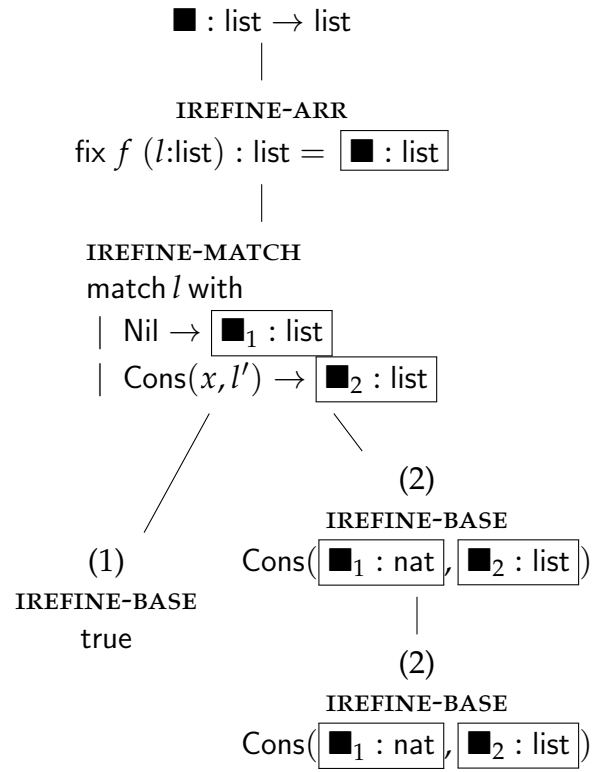 ■ : list → list
IREFINE-ARR
fix f (l:list) : list = ■ : list
IREFINE-MATCH
match l with
| Nil → ■₁ : list
| Cons(x, l′) → ■₂ : list
(2)
IREFINE-BASE
(1)
Cons(■₁ : nat, ■₂ : list)
IREFINE-BASE
true
(2)
IREFINE-BASE
Cons(■₁ : nat, ■₂ : list)